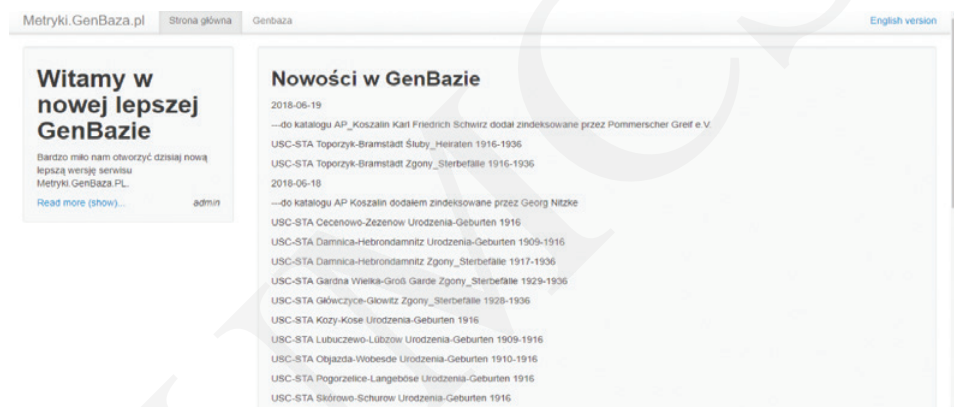 Metryki.GenBaza.pl Strona główna Genbaza English version
Witamy w
nowej lepszej
GenBazie
Bardzo miło nam otworzyć dzisiaj nową
lepszą wersję serwisu
Metryki.GenBaza.PL.
Read more (show)... admin
Nowości w GenBazie
2018-06-19
---do katalogu AP_Koszalin Karl Friedrich Schwirz dodał zindeksowane przez Pommerscher Greif e.V.
USC-STA Toporzyk-Bramstädt Śluby_Heiraten 1916-1936
USC-STA Toporzyk-Bramstädt Zgony_Sterbefälle 1916-1936
2018-06-18
---do katalogu AP Koszalin dodałem zindeksowane przez Georg Nitzke
USC-STA Cecenowo-Zezenow Urodzenia-Geburten 1916
USC-STA Damnica-Hebrondamnitz Urodzenia-Geburten 1909-1916
USC-STA Damnica-Hebrondamnitz Zgony_Sterbefälle 1917-1936
USC-STA Gardna Wielka-Groß Garde Zgony_Sterbefälle 1929-1936
USC-STA Główczyce-Glowitz Zgony_Sterbefälle 1928-1936
USC-STA Kozy-Kose Urodzenia-Geburten 1916
USC-STA Lubuczewo-Lübzow Urodzenia-Geburten 1909-1916
USC-STA Objazda-Wobesde Urodzenia-Geburten 1910-1916
USC-STA Pogorzelice-Langeböse Urodzenia-Geburten 1916
USC-STA Skórowo-Schurow Urodzenia-Geburten 1916